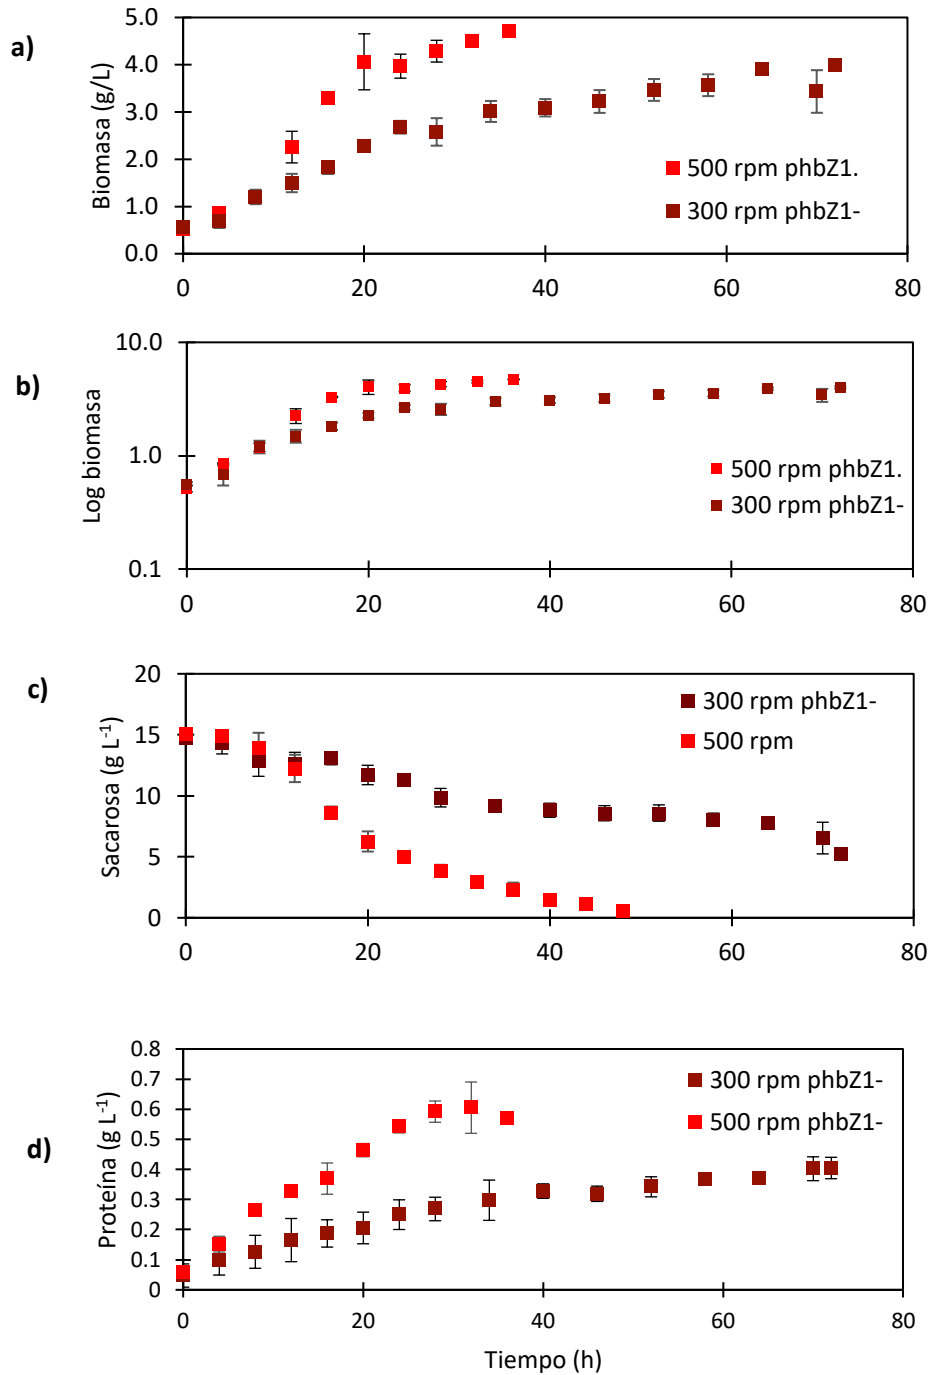 a)
Biomasa (g/L)
5.0
4.0
3.0
2.0
1.0
0.0
500 rpm phbZ1.
300 rpm phbZ1-
0 20 40 60 80
b)
Log biomasa
10.0
1.0
0.1
500 rpm phbZ1.
300 rpm phbZ1-
0 20 40 60 80
c)
Sacarosa (g L⁻¹)
20
15
10
5
0
300 rpm phbZ1-
500 rpm
0 20 40 60 80
d)
Proteína (g L⁻¹)
0.8
0.7
0.6
0.5
0.4
0.3
0.2
0.1
0
300 rpm phbZ1-
500 rpm phbZ1-
0 20 40 60 80
Tiempo (h)